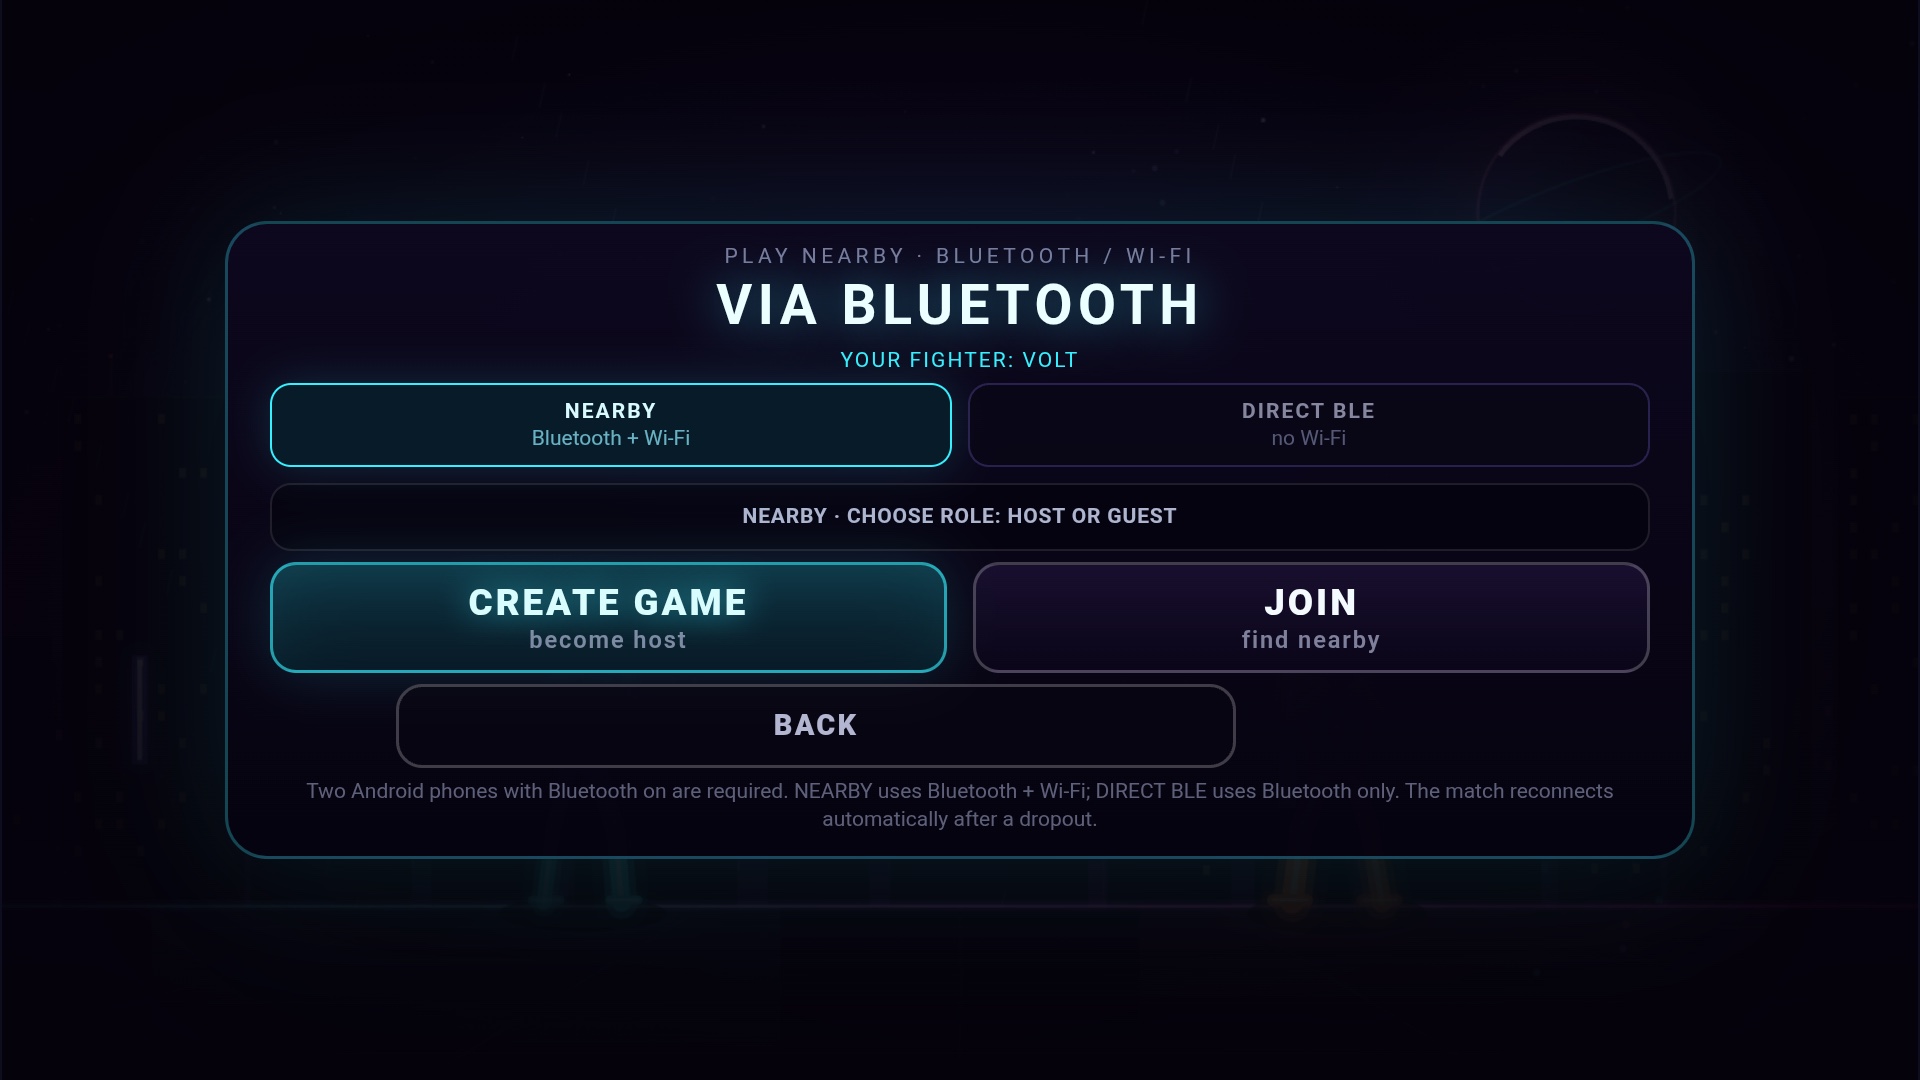 PLAY NEARBY · BLUETOOTH / WI-FI
VIA BLUETOOTH
YOUR FIGHTER: VOLT
NEARBY
Bluetooth + Wi-Fi
DIRECT BLE
no Wi-Fi
NEARBY · CHOOSE ROLE: HOST OR GUEST
CREATE GAME
become host
JOIN
find nearby
BACK
Two Android phones with Bluetooth on are required. NEARBY uses Bluetooth + Wi-Fi; DIRECT BLE uses Bluetooth only. The match reconnects
automatically after a dropout.